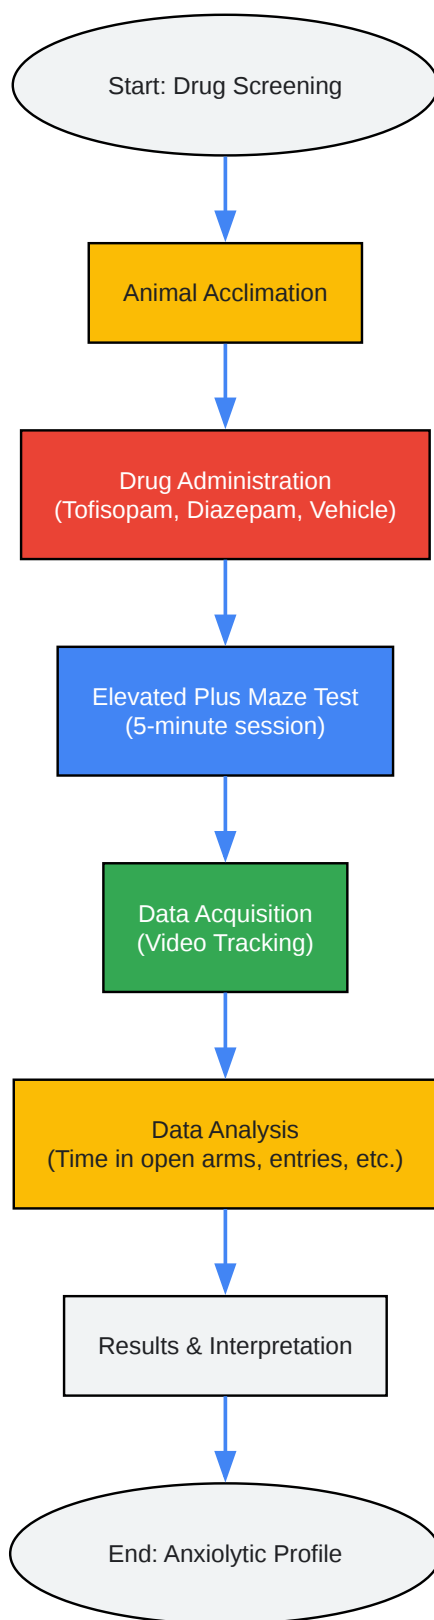 Start: Drug Screening
Animal Acclimation
Drug Administration
(Tofisopam, Diazepam, Vehicle)
Elevated Plus Maze Test
(5-minute session)
Data Acquisition
(Video Tracking)
Data Analysis
(Time in open arms, entries, etc.)
Results & Interpretation
End: Anxiolytic Profile